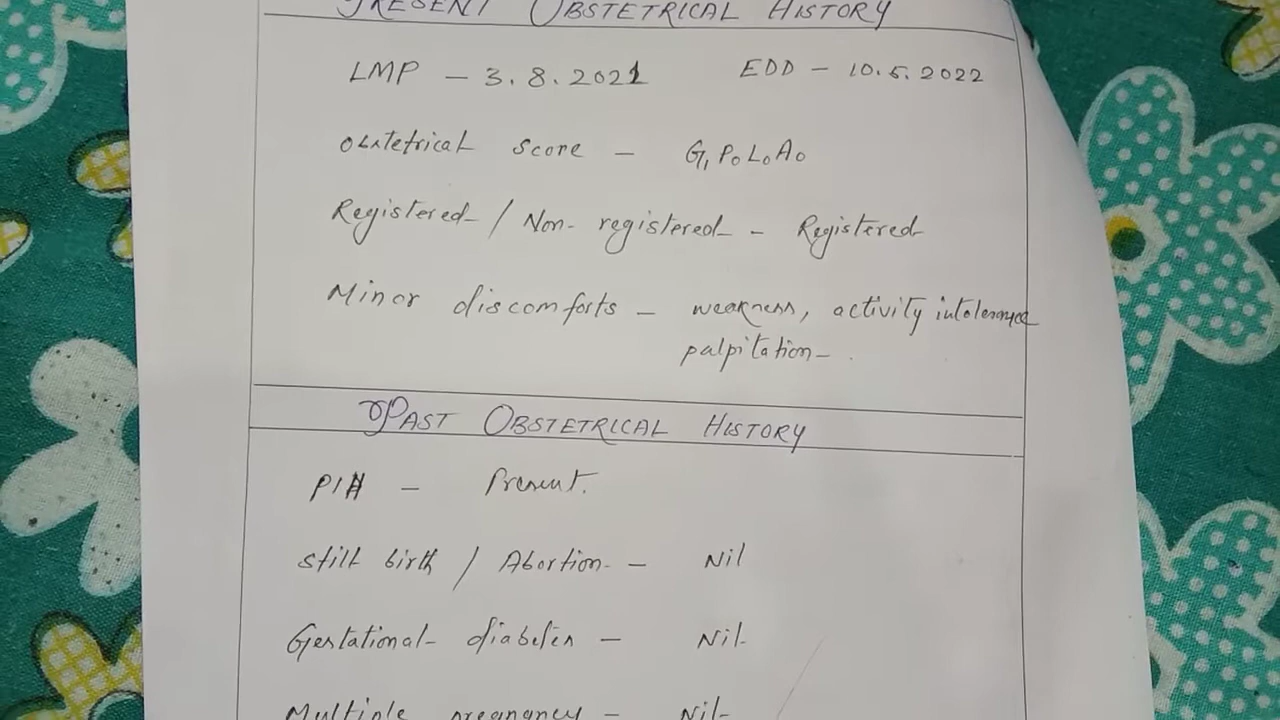 PRESENT OBSTETRICAL HISTORY
LMP – 3.8.2021 EDD – 10.5.2022
Obstetrical score – G₁P₀L₀A₀
Registered / Non-registered – Registered
Minor discomforts – weakness, activity intolerance
palpitation –
PAST OBSTETRICAL HISTORY
PIH – Present.
Still birth / Abortion – Nil
Gestational diabetes – Nil
Multiple pregnancy – Nil